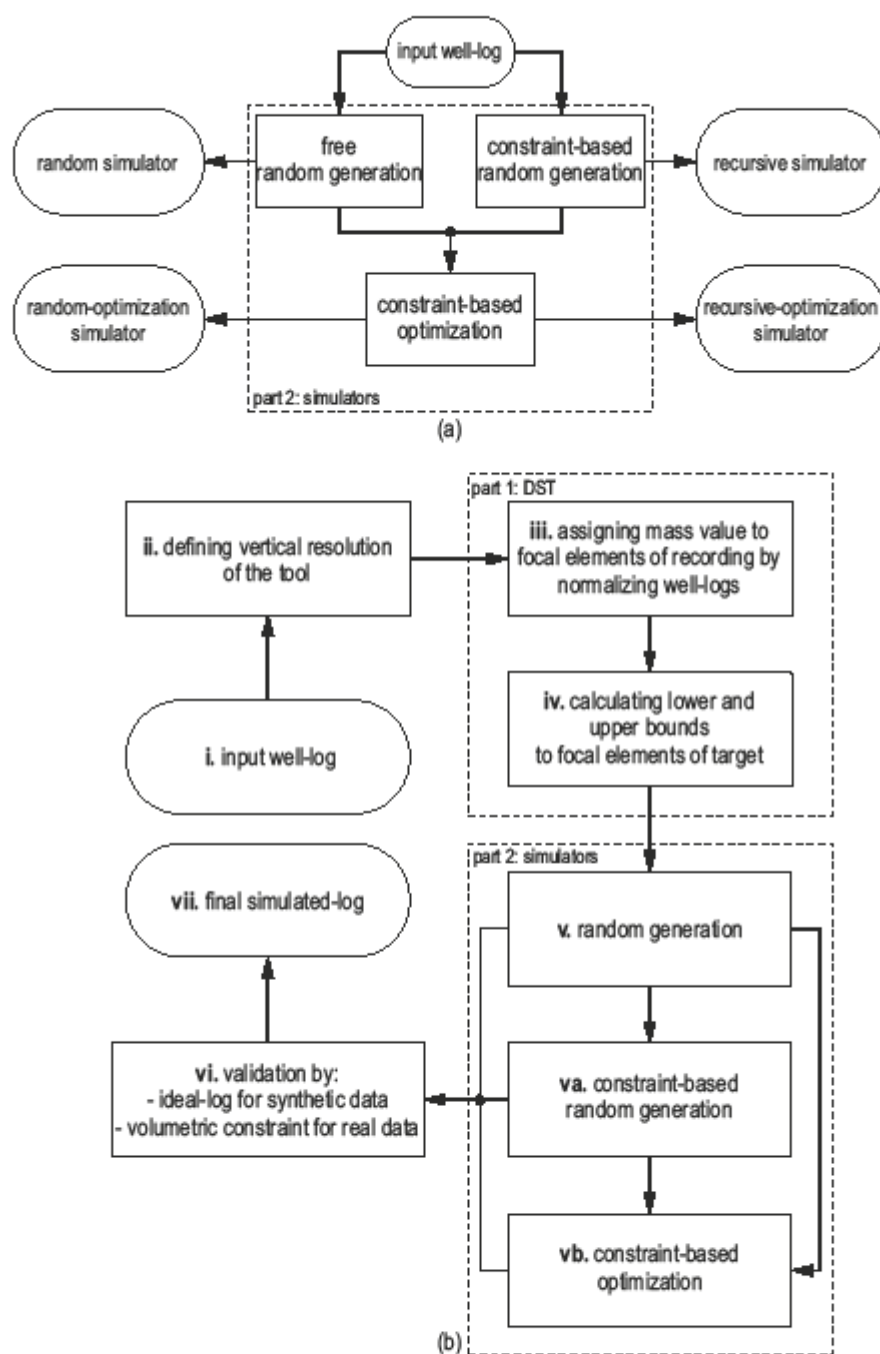 input well-log
free
random generation
constraint-based
random generation
random simulator
recursive simulator
random-optimization
simulator
constraint-based
optimization
recursive-optimization
simulator
part 2: simulators
(a)
part 1: DST
ii. defining vertical resolution
of the tool
iii. assigning mass value to
focal elements of recording by
normalizing well-logs
iv. calculating lower and
upper bounds
to focal elements of target
i. input well-log
part 2: simulators
vii. final simulated-log
v. random generation
vi. validation by:
- ideal-log for synthetic data
- volumetric constraint for real data
va. constraint-based
random generation
vb. constraint-based
optimization
(b)